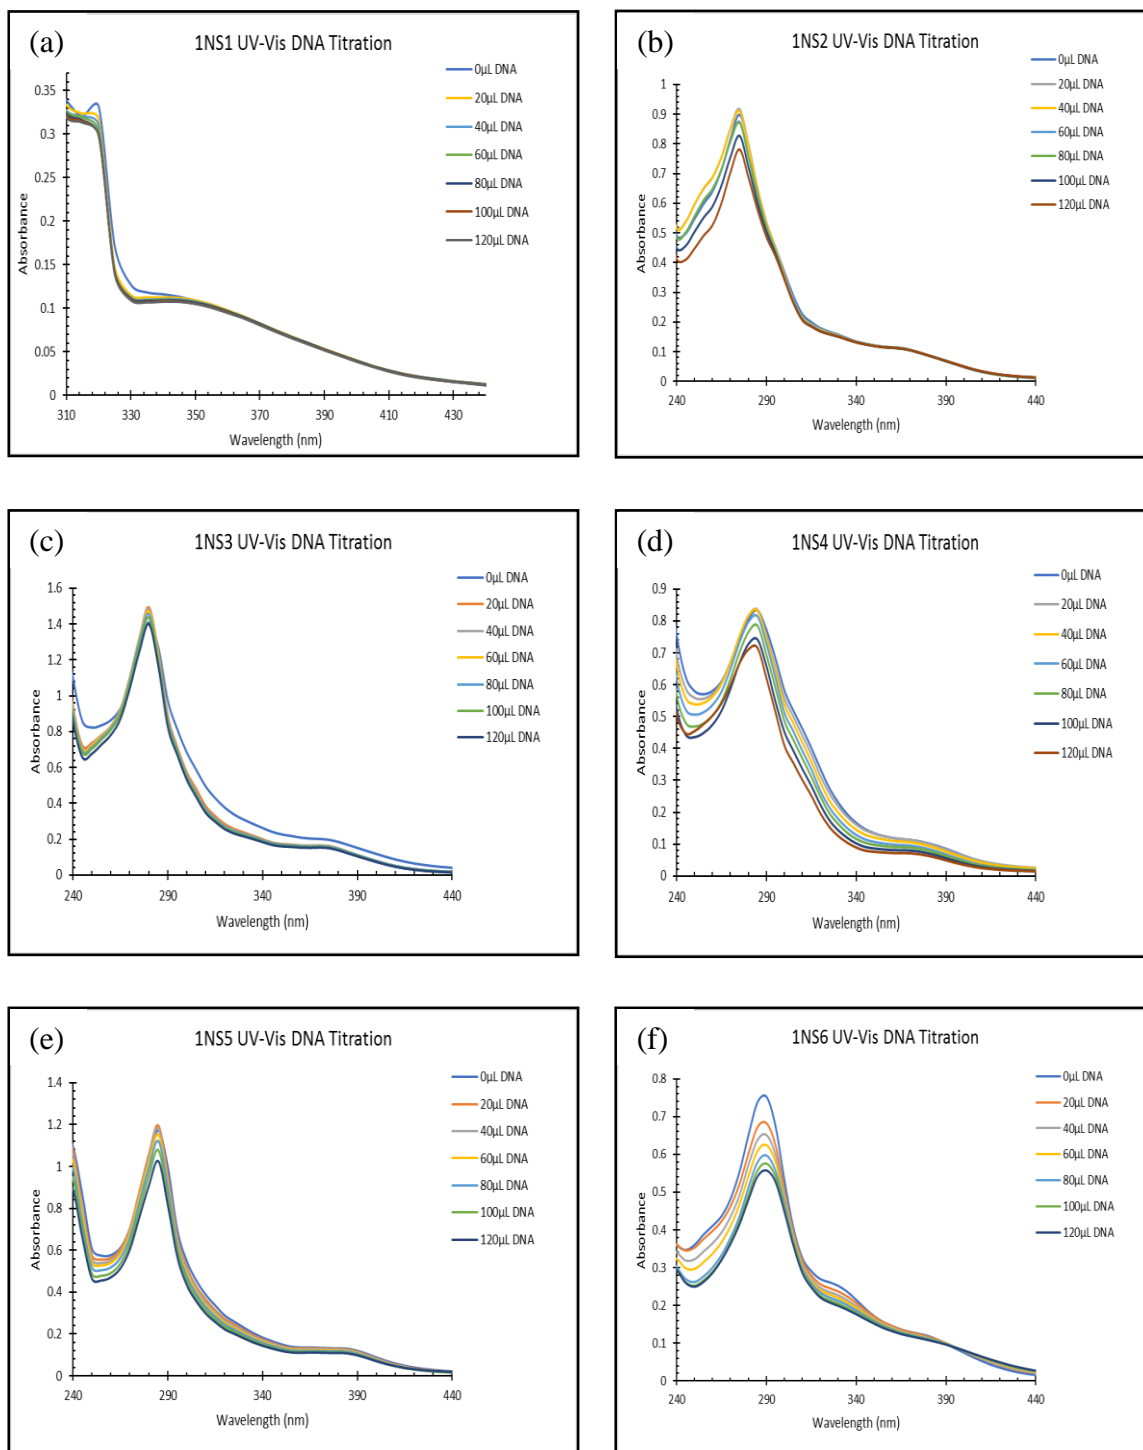 (a)
1NS1 UV-Vis DNA Titration
0µL DNA
20µL DNA
40µL DNA
60µL DNA
80µL DNA
100µL DNA
120µL DNA
Absorbance
0.35
0.3
0.25
0.2
0.15
0.1
0.05
0
310 330 350 370 390 410 430
Wavelength (nm)
(b)
1NS2 UV-Vis DNA Titration
0µL DNA
20µL DNA
40µL DNA
60µL DNA
80µL DNA
100µL DNA
120µL DNA
Absorbance
1
0.9
0.8
0.7
0.6
0.5
0.4
0.3
0.2
0.1
0
240 290 340 390 440
Wavelength (nm)
(c)
1NS3 UV-Vis DNA Titration
0µL DNA
20µL DNA
40µL DNA
60µL DNA
80µL DNA
100µL DNA
120µL DNA
Absorbance
1.6
1.4
1.2
1
0.8
0.6
0.4
0.2
0
240 290 340 390 440
Wavelength (nm)
(d)
1NS4 UV-Vis DNA Titration
0µL DNA
20µL DNA
40µL DNA
60µL DNA
80µL DNA
100µL DNA
120µL DNA
Absorbance
0.9
0.8
0.7
0.6
0.5
0.4
0.3
0.2
0.1
0
240 290 340 390 440
Wavelength (nm)
(e)
1NS5 UV-Vis DNA Titration
0µL DNA
20µL DNA
40µL DNA
60µL DNA
80µL DNA
100µL DNA
120µL DNA
Absorbance
1.4
1.2
1
0.8
0.6
0.4
0.2
0
240 290 340 390 440
Wavelength (nm)
(f)
1NS6 UV-Vis DNA Titration
0µL DNA
20µL DNA
40µL DNA
60µL DNA
80µL DNA
100µL DNA
120µL DNA
Absorbance
0.8
0.7
0.6
0.5
0.4
0.3
0.2
0.1
0
240 290 340 390 440
Wavelength (nm)